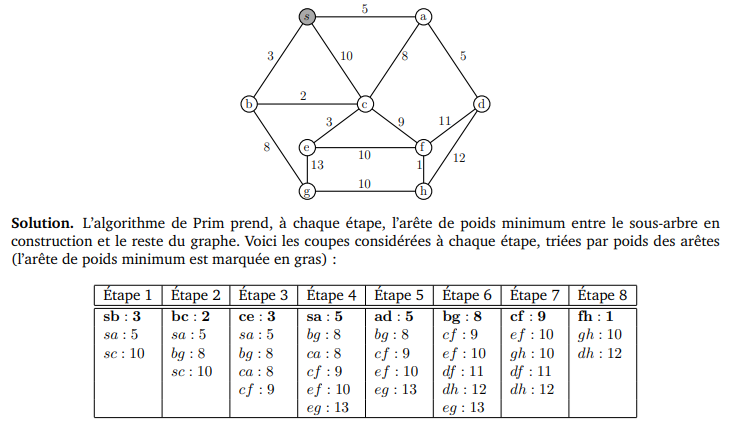 s
5
a
3
10
8
5
b
2
c
d
3
9
11
8
e
10
f
12
13
1
g
10
h
Solution. L'algorithme de Prim prend, à chaque étape, l'arête de poids minimum entre le sous-arbre en
construction et le reste du graphe. Voici les coupes considérées à chaque étape, triées par poids des arêtes
(l'arête de poids minimum est marquée en gras) :
Étape 1 Étape 2 Étape 3 Étape 4 Étape 5 Étape 6 Étape 7 Étape 8
sb : 3 bc : 2 ce : 3 sa : 5 ad : 5 bg : 8 cf : 9 fh : 1
sa : 5 sa : 5 sa : 5 bg : 8 bg : 8 cf : 9 ef : 10 gh : 10
sc : 10 bg : 8 bg : 8 ca : 8 cf : 9 ef : 10 gh : 10 dh : 12
sc : 10 ca : 8 cf : 9 ef : 10 df : 11 df : 11
cf : 9 ef : 10 eg : 13 dh : 12 dh : 12
eg : 13 eg : 13